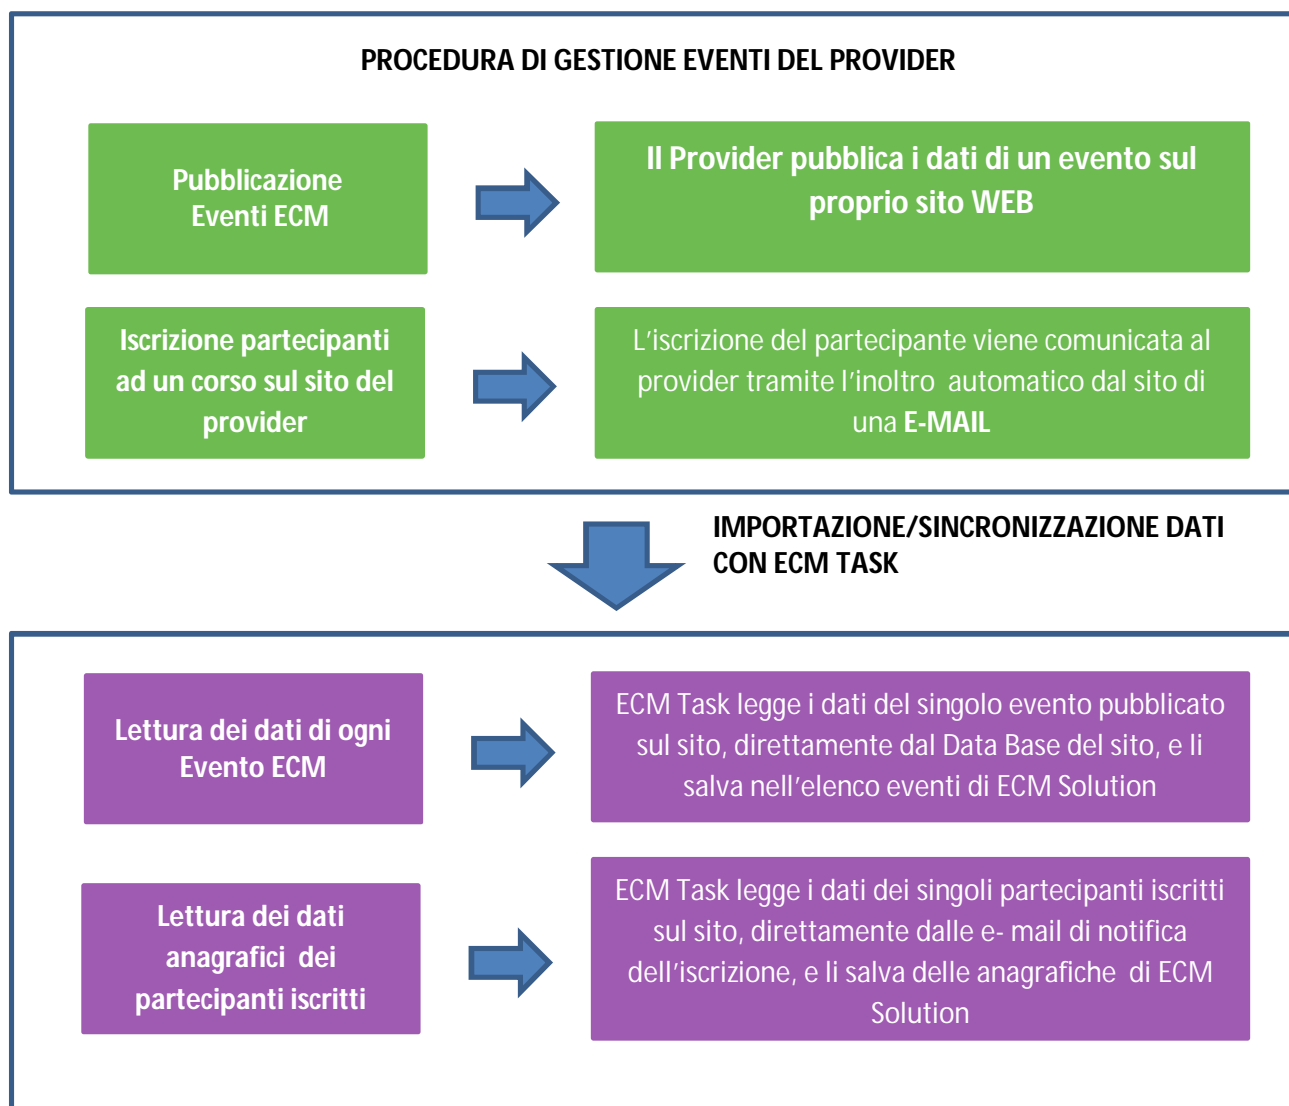 PROCEDURA DI GESTIONE EVENTI DEL PROVIDER
Pubblicazione
Eventi ECM
Il Provider pubblica i dati di un evento sul
proprio sito WEB
Iscrizione partecipanti
ad un corso sul sito del
provider
L'iscrizione del partecipante viene comunicata al
provider tramite l'inoltro  automatico dal sito di
una E-MAIL
IMPORTAZIONE/SINCRONIZZAZIONE DATI
CON ECM TASK
Lettura dei dati di ogni
Evento ECM
ECM Task legge i dati del singolo evento pubblicato
sul sito, direttamente dal Data Base del sito, e li
salva nell'elenco eventi di ECM Solution
Lettura dei dati
anagrafici  dei
partecipanti iscritti
ECM Task legge i dati dei singoli partecipanti iscritti
sul sito, direttamente dalle e- mail di notifica
dell'iscrizione, e li salva delle anagrafiche  di ECM
Solution